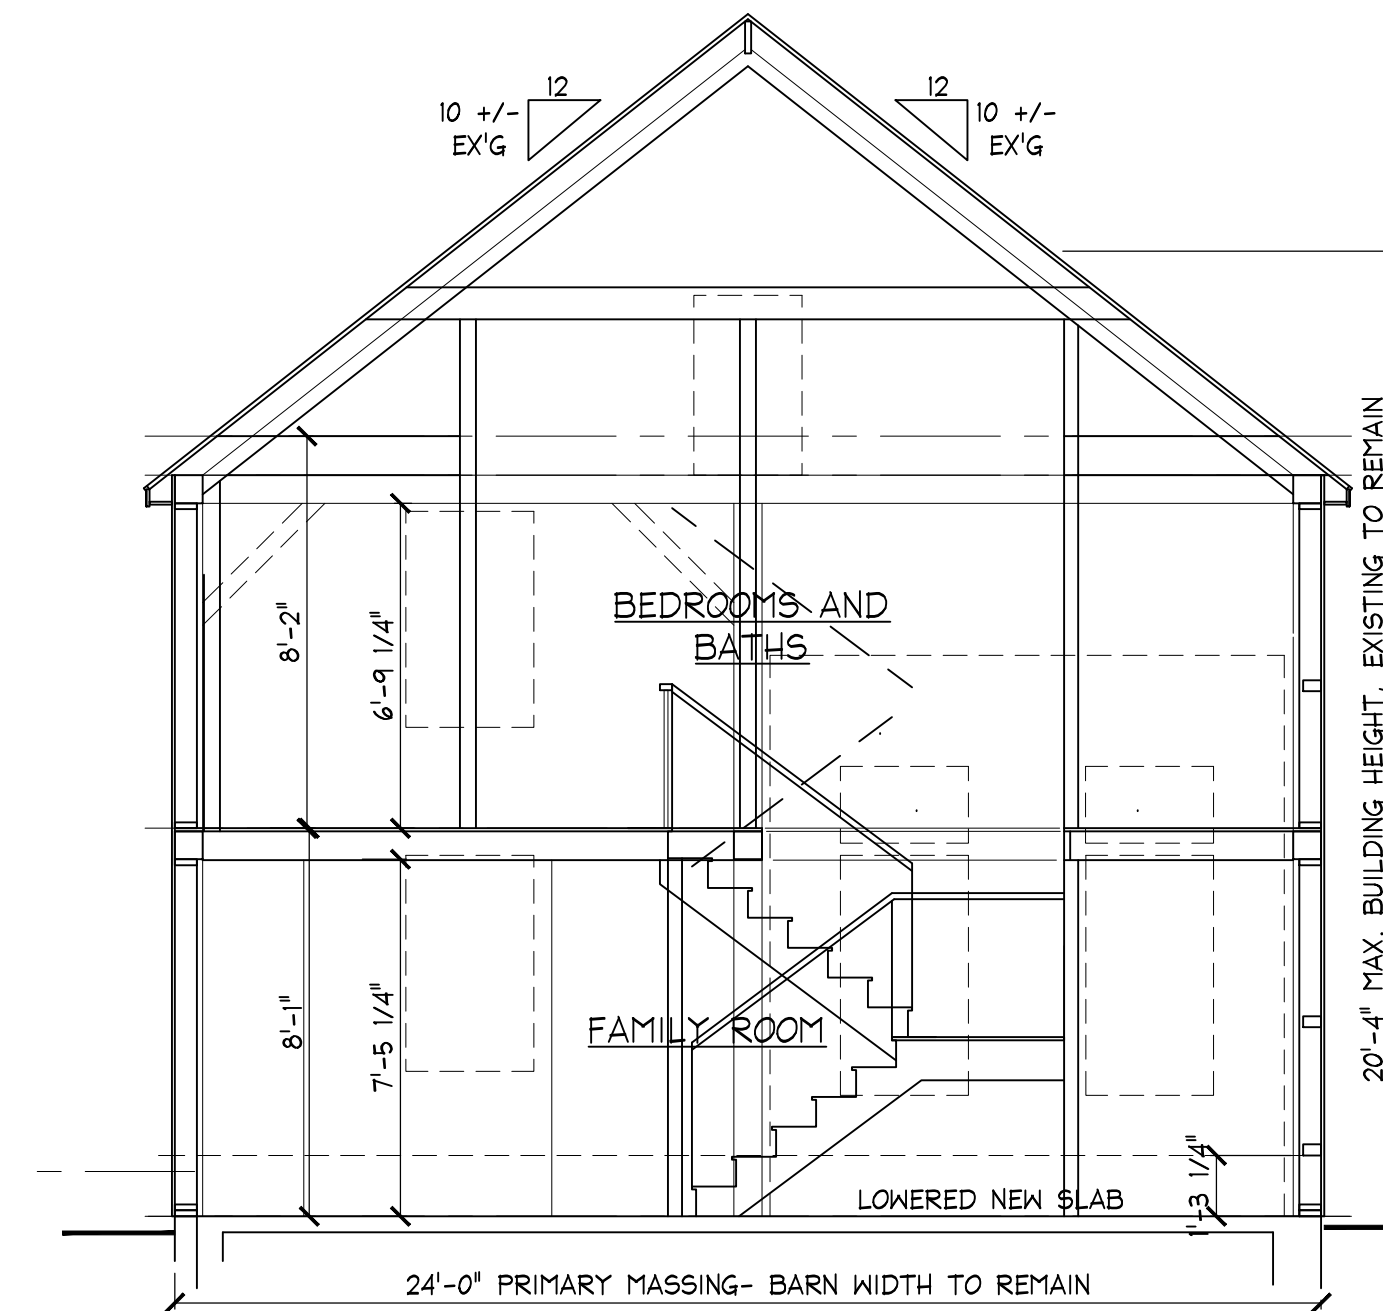 12
12
10 +/-
EX'G
10 +/-
EX'G
20'-4" MAX. BUILDING HEIGHT, EXISTING TO REMAIN
8'-2"
6'-9 1/4"
BEDROOMS AND
BATHS
8'-1"
7'-5 1/4"
FAMILY ROOM
1'-3 1/4"
LOWERED NEW SLAB
24'-0" PRIMARY MASSING- BARN WIDTH TO REMAIN